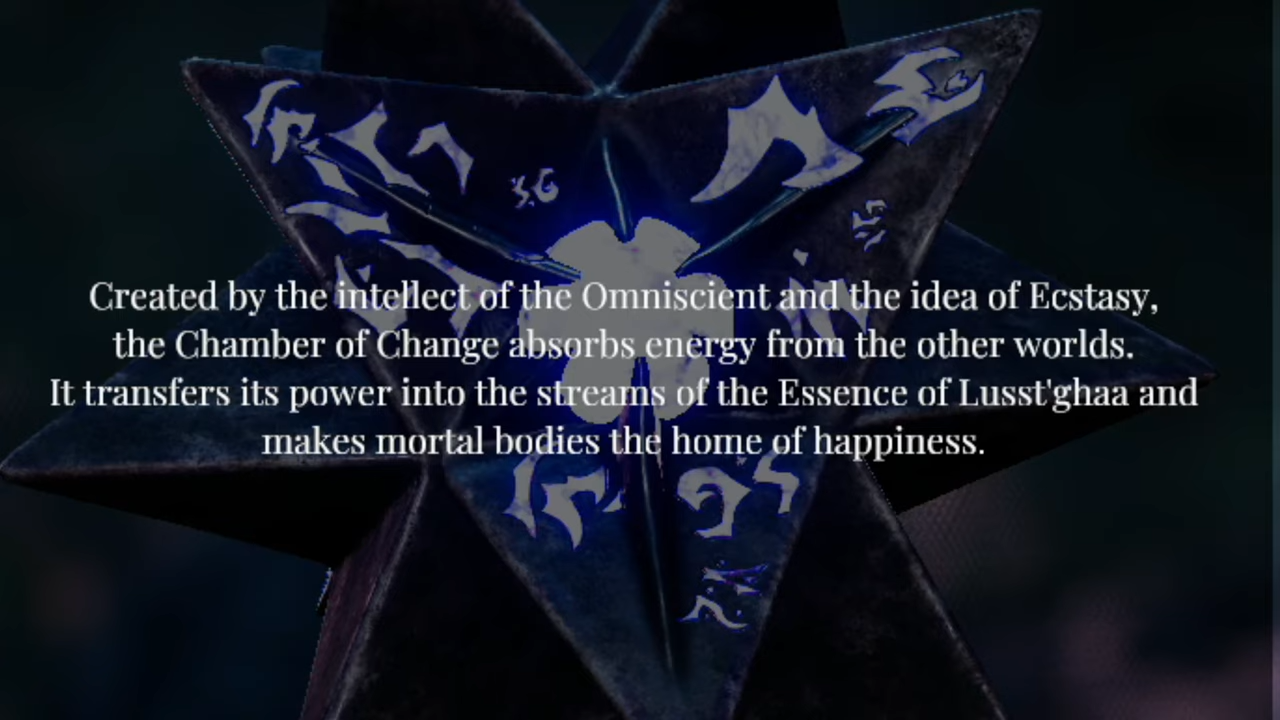 Created by the intellect of the Omniscient and the idea of Ecstasy,
the Chamber of Change absorbs energy from the other worlds.
It transfers its power into the streams of the Essence of Lusst'ghaa and
makes mortal bodies the home of happiness.